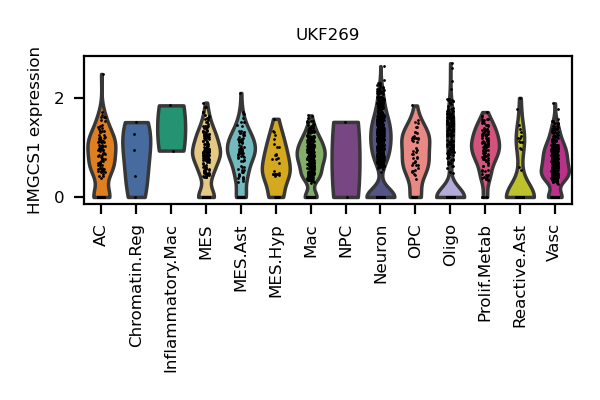 UKF269
HMGCS1 expression
2
0
AC
Chromatin.Reg
Inflammatory.Mac
MES
MES.Ast
MES.Hyp
Mac
NPC
Neuron
OPC
Oligo
Prolif.Metab
Reactive.Ast
Vasc